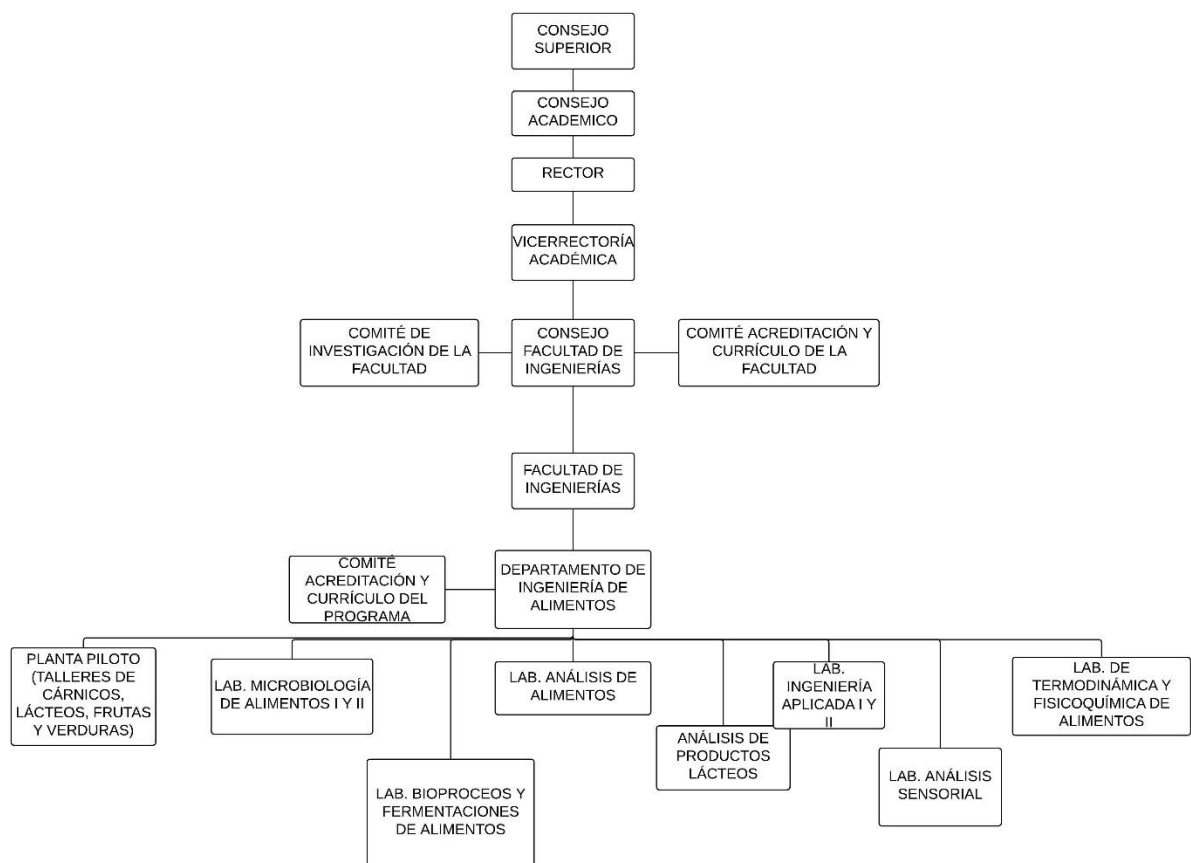 CONSEJO
SUPERIOR
CONSEJO
ACADEMICO
RECTOR
VICERRECTORÍA
ACADÉMICA
COMITÉ DE
INVESTIGACIÓN DE LA
FACULTAD
CONSEJO
FACULTAD DE
INGENIERÍAS
COMITÉ ACREDITACIÓN Y
CURRÍCULO DE LA
FACULTAD
FACULTAD DE
INGENIERÍAS
COMITÉ
ACREDITACIÓN Y
CURRÍCULO DEL
PROGRAMA
DEPARTAMENTO DE
INGENIERÍA DE
ALIMENTOS
PLANTA PILOTO
(TALLERES DE
CÁRNICOS,
LÁCTEOS, FRUTAS
Y VERDURAS)
LAB. MICROBIOLOGÍA
DE ALIMENTOS I Y II
LAB. BIOPROCEOS Y
FERMENTACIONES
DE ALIMENTOS
LAB. ANÁLISIS DE
ALIMENTOS
ANÁLISIS DE
PRODUCTOS
LÁCTEOS
LAB.
INGENIERÍA
APLICADA I Y
II
LAB. ANÁLISIS
SENSORIAL
LAB. DE
TERMODINÁMICA Y
FISICOQUÍMICA DE
ALIMENTOS